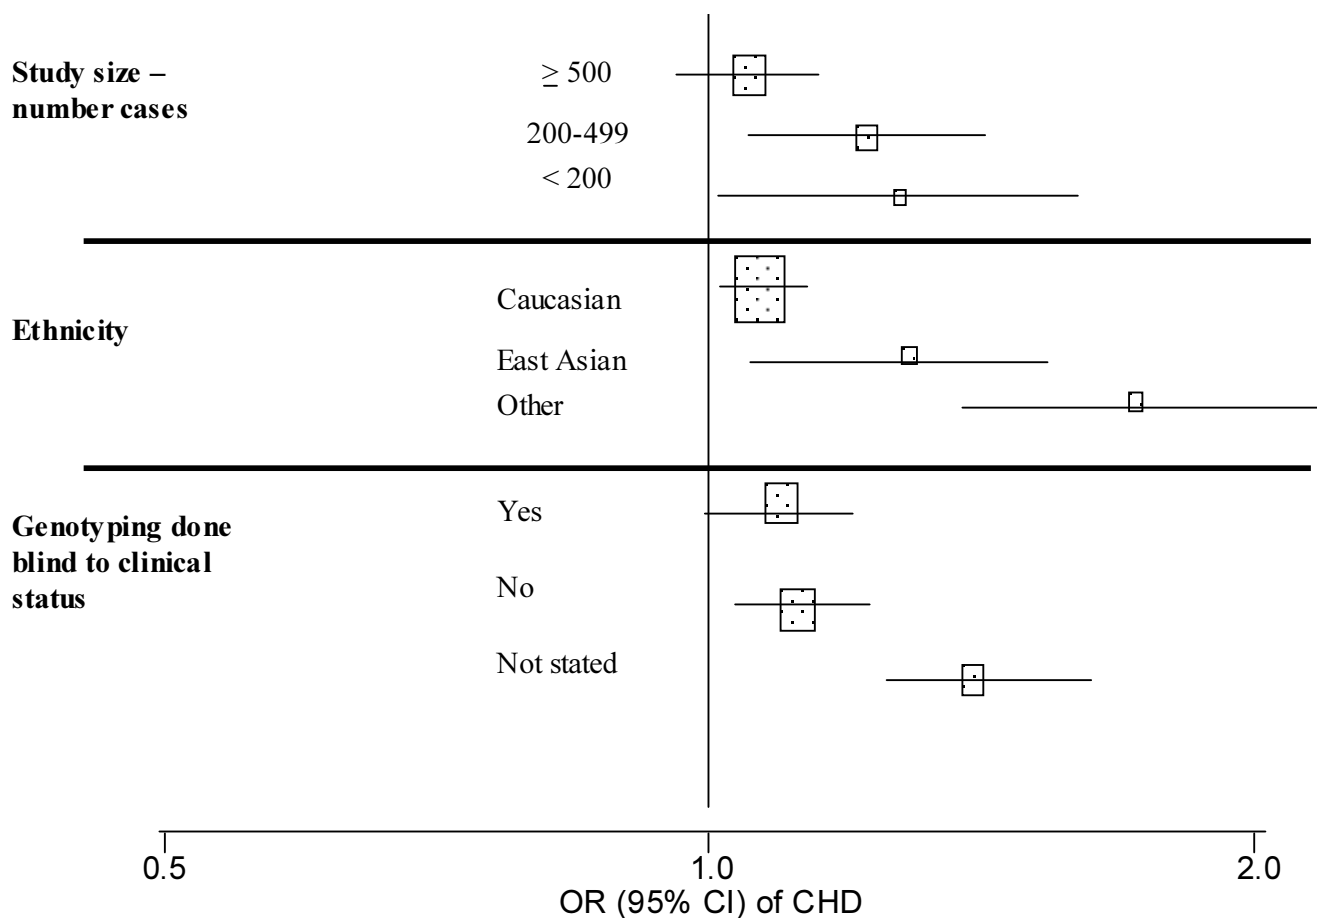 Study size –
number cases
≥ 500
200-499
< 200
Ethnicity
Caucasian
East Asian
Other
Genotyping done
blind to clinical
status
Yes
No
Not stated
0.5 1.0 2.0
OR (95% CI) of CHD